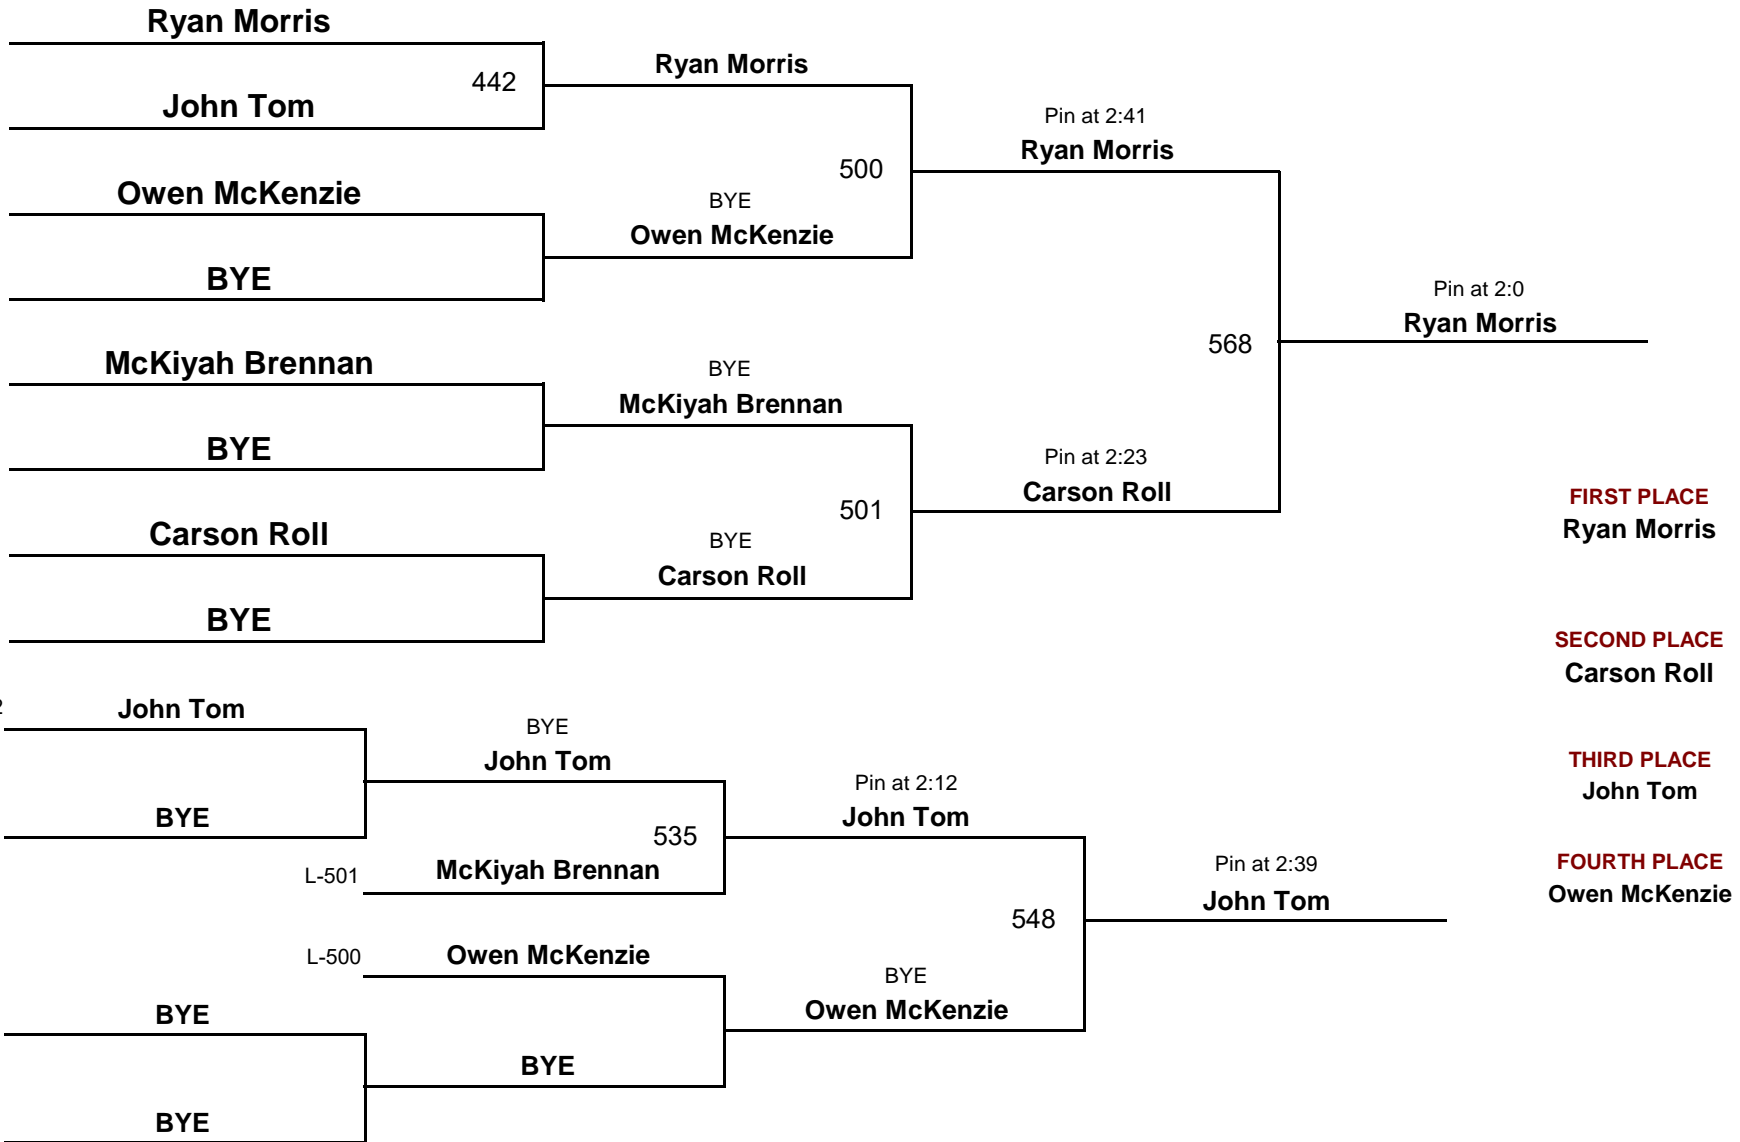 Ryan Morris
442
John Tom
Ryan Morris
Owen McKenzie
BYE
500
BYE
Owen McKenzie
Pin at 2:41
Ryan Morris
McKiyah Brennan
BYE
BYE
McKiyah Brennan
Carson Roll
BYE
501
BYE
Carson Roll
Pin at 2:23
Carson Roll
568
Pin at 2:0
Ryan Morris
FIRST PLACE
Ryan Morris
SECOND PLACE
Carson Roll
THIRD PLACE
John Tom
FOURTH PLACE
Owen McKenzie
John Tom
BYE
BYE
John Tom
535
L-501
McKiyah Brennan
Pin at 2:12
John Tom
L-500
Owen McKenzie
BYE
BYE
BYE
BYE
Owen McKenzie
548
Pin at 2:39
John Tom